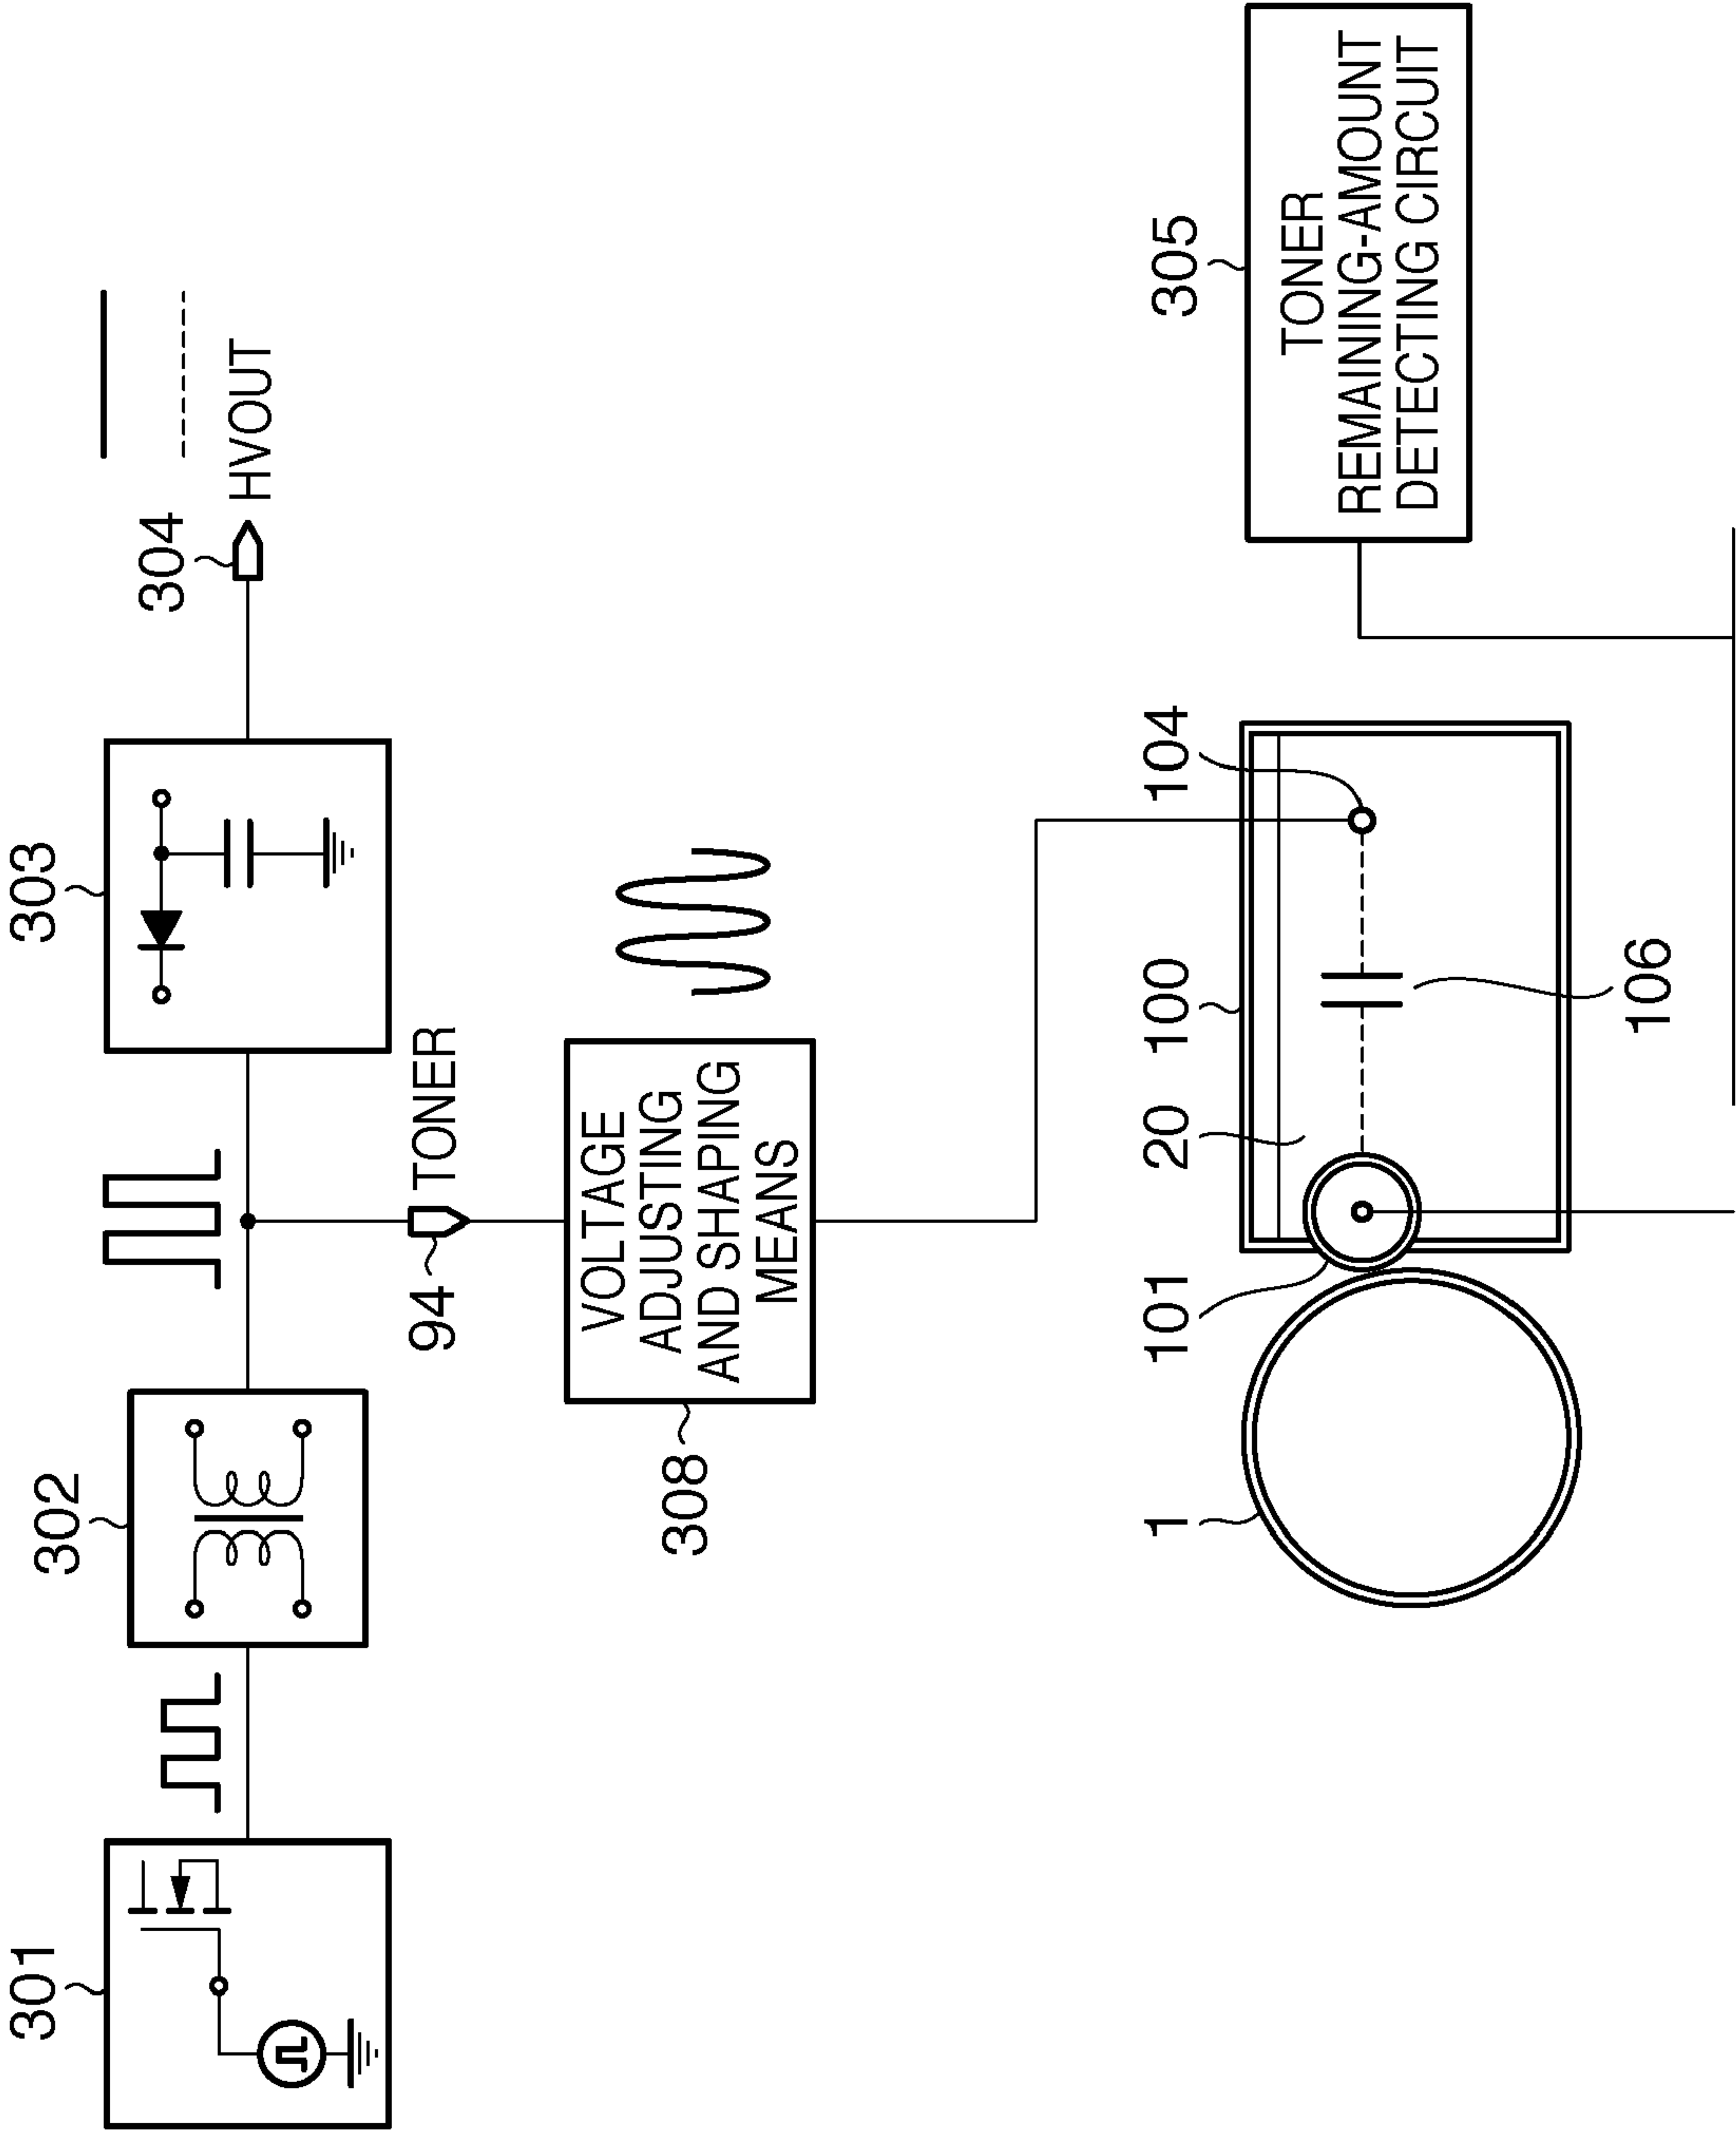 301
302
303
304
HVOUT
94
TONER
308
VOLTAGE
ADJUSTING
AND SHAPING
MEANS
1
101
20
100
104
106
305
TONER
REMAINING-AMOUNT
DETECTING CIRCUIT